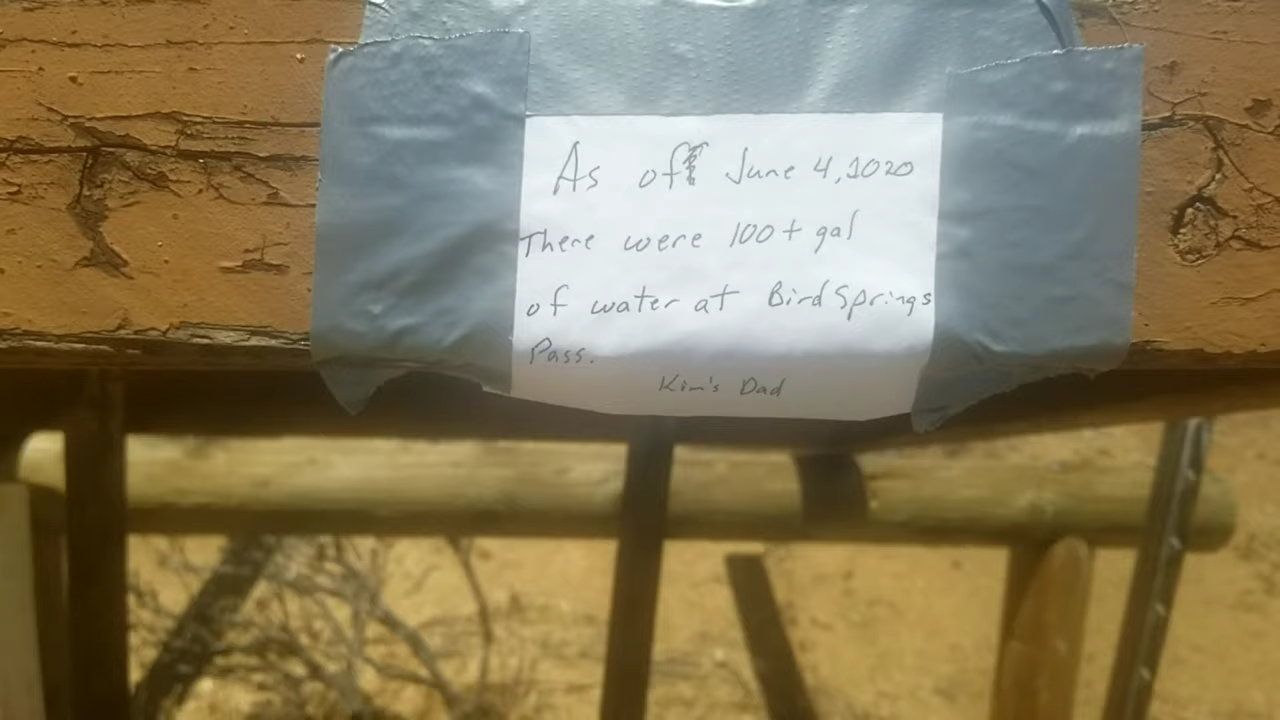 As of June 4, 2020
There were 100+ gal
of water at Bird Springs
Pass.
Kim's Dad